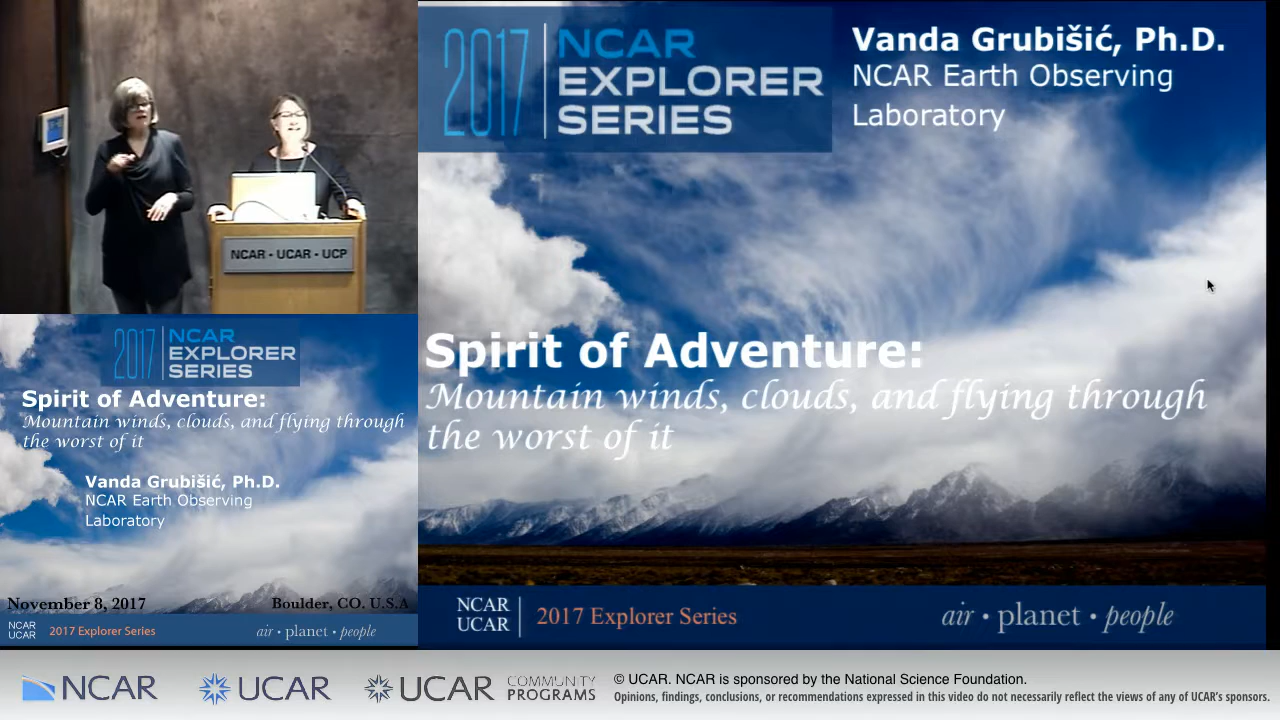 NCAR • UCAR • UCP
2017 NCAR
EXPLORER
SERIES
Spirit of Adventure:
Mountain winds, clouds, and flying through
the worst of it
Vanda Grubišić, Ph.D.
NCAR Earth Observing
Laboratory
November 8, 2017
Boulder, CO. U.S.A
NCAR
UCAR
2017 Explorer Series
air • planet • people
2017 NCAR
EXPLORER
SERIES
Vanda Grubišić, Ph.D.
NCAR Earth Observing
Laboratory
Spirit of Adventure:
Mountain winds, clouds, and flying through
the worst of it
NCAR
UCAR
2017 Explorer Series
air • planet • people
NCAR
UCAR
UCAR
COMMUNITY
PROGRAMS
© UCAR. NCAR is sponsored by the National Science Foundation.
Opinions, findings, conclusions, or recommendations expressed in this video do not necessarily reflect the views of any of UCAR's sponsors.